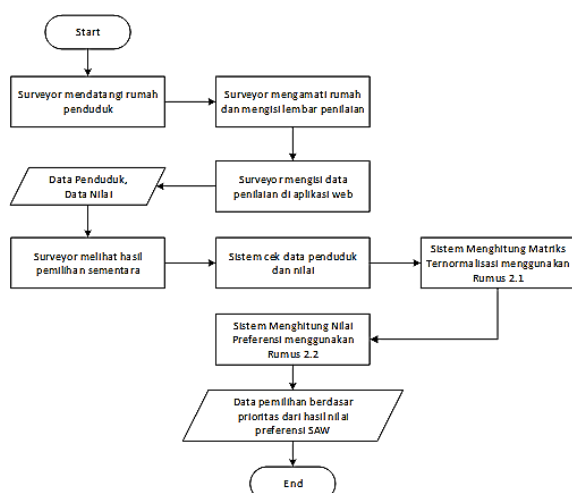 Start
Surveyor mendatangi rumah
penduduk
Surveyor mengamati rumah
dan mengisi lembar penilaian
Surveyor mengisi data
penilaian di aplikasi web
Data Penduduk,
Data Nilai
Surveyor melihat hasil
pemilihan sementara
Sistem cek data penduduk
dan nilai
Sistem Menghitung Matriks
Ternormalisasi menggunakan
Rumus 2.1
Sistem Menghitung Nilai
Preferensi menggunakan
Rumus 2.2
Data pemilihan berdasar
prioritas dari hasil nilai
preferensi SAW
End